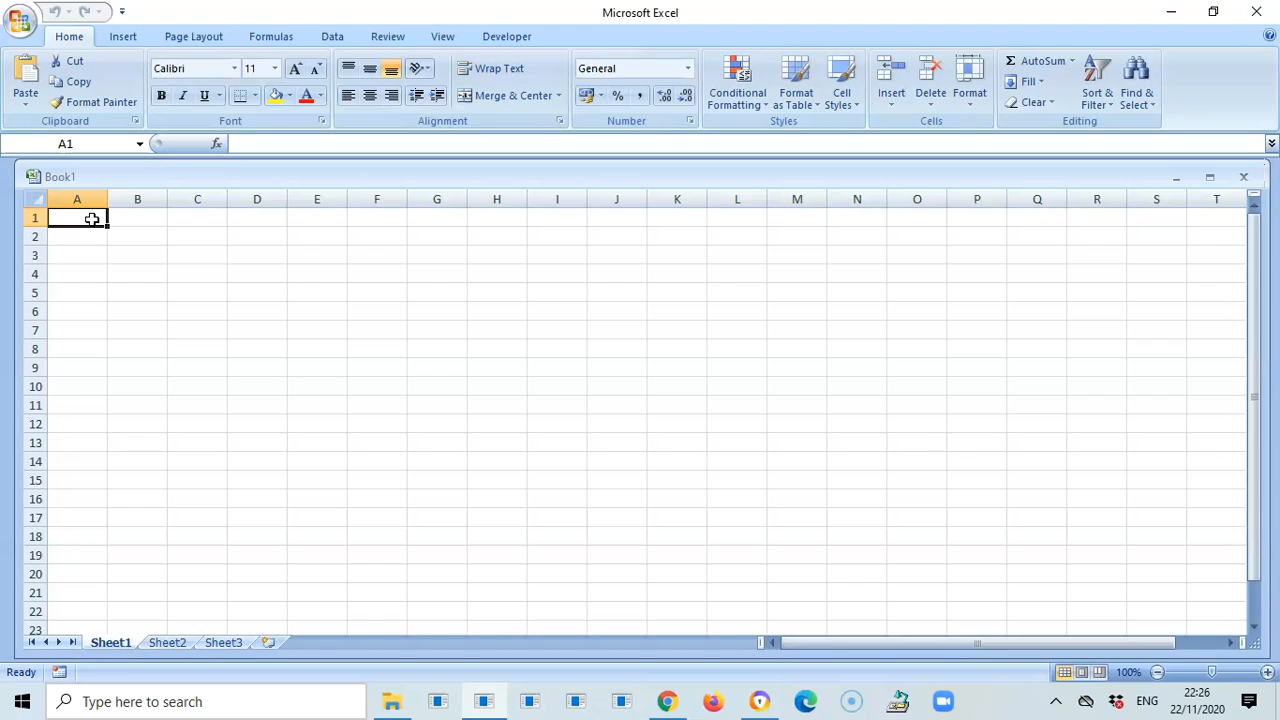 Microsoft Excel
Home Insert Page Layout Formulas Data Review View Developer
Paste Cut Copy Format Painter Clipboard
Calibri 11 B I U Font
Wrap Text Merge & Center Alignment
General % , Number
Conditional Formatting Format as Table Cell Styles Styles
Insert Delete Format Cells
Σ AutoSum Fill Clear Sort & Filter Find & Select Editing
A1 fx
Book1
A B C D E F G H I J K L M N O P Q R S T
1
2
3
4
5
6
7
8
9
10
11
12
13
14
15
16
17
18
19
20
21
22
23
Sheet1 Sheet2 Sheet3
Ready 100%
Type here to search ENG 22:26
22/11/2020